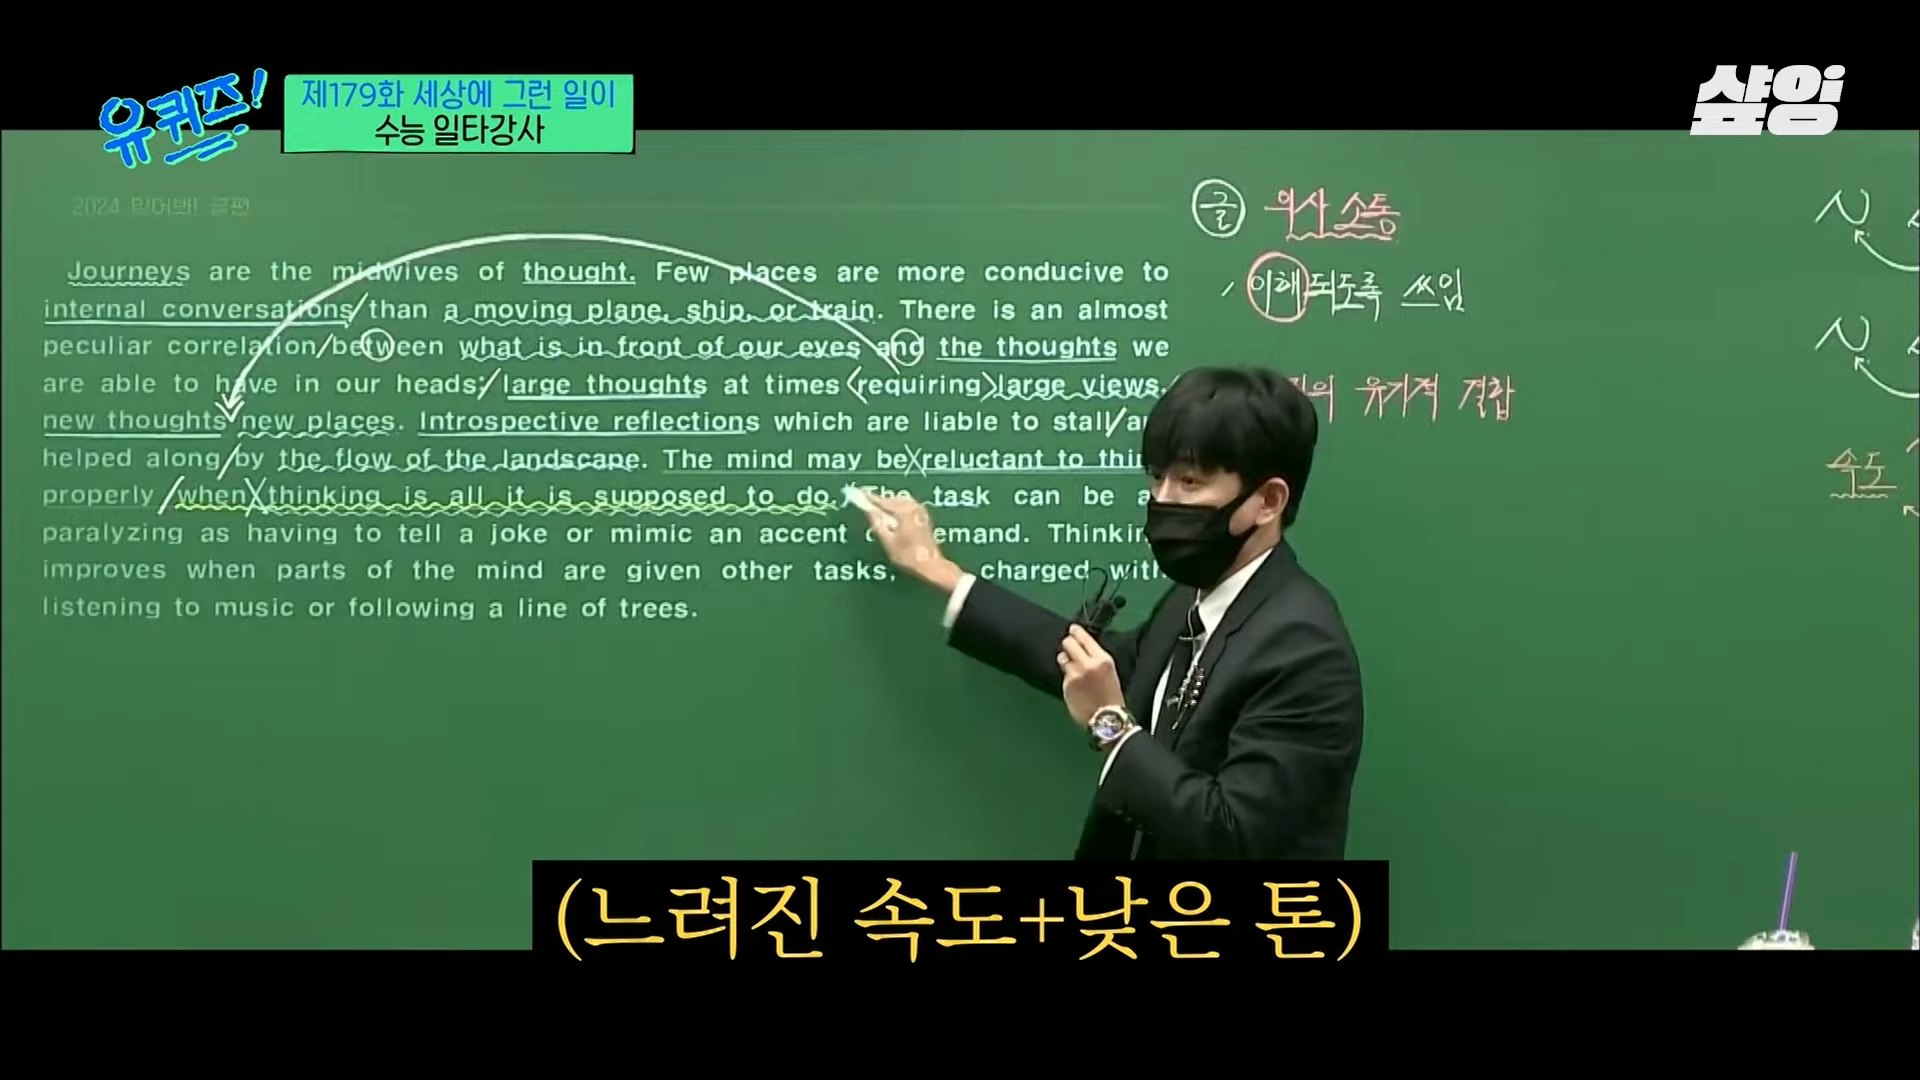 유퀴즈!
제179화 세상에 그런 일이
수능 일타강사
샾잉
2024 믿어봐! 글편
Journeys are the midwives of thought. Few places are more conducive to
internal conversations than a moving plane, ship, or train. There is an almost
peculiar correlation between what is in front of our eyes and the thoughts we
are able to have in our heads; large thoughts at times requiring large views,
new thoughts new places. Introspective reflections which are liable to stall
helped along by the flow of the landscape. The mind may be reluctant to
properly when thinking is all it is supposed to do. The task can be
paralyzing as having to tell a joke or mimic an accent demand.
improves when parts of the mind are given other tasks, charged with
listening to music or following a line of trees.
글 의사소통
이해되도록 쓰임
유기적 결합
속도
(느려진 속도+낮은 톤)